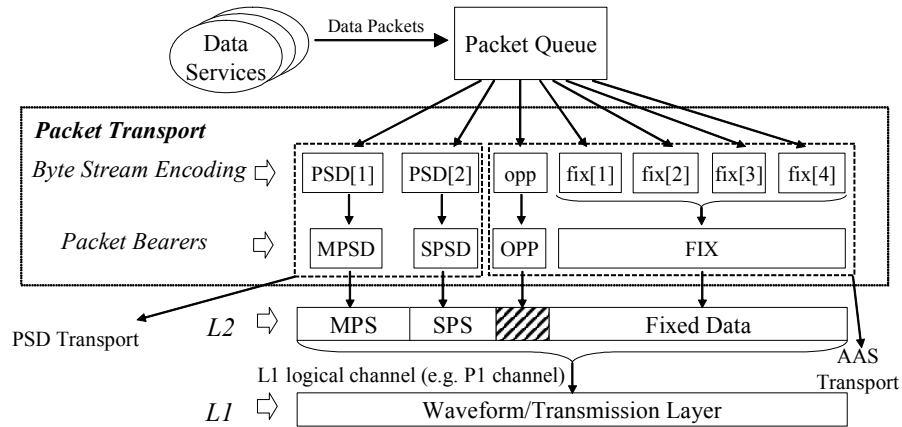 Data
Services
Data Packets
Packet Queue
Packet Transport
Byte Stream Encoding
PSD[1]
PSD[2]
opp
fix[1]
fix[2]
fix[3]
fix[4]
Packet Bearers
MPSD
SPSD
OPP
FIX
PSD Transport
L2
MPS
SPS
Fixed Data
AAS
Transport
L1 logical channel (e.g. P1 channel)
L1
Waveform/Transmission Layer